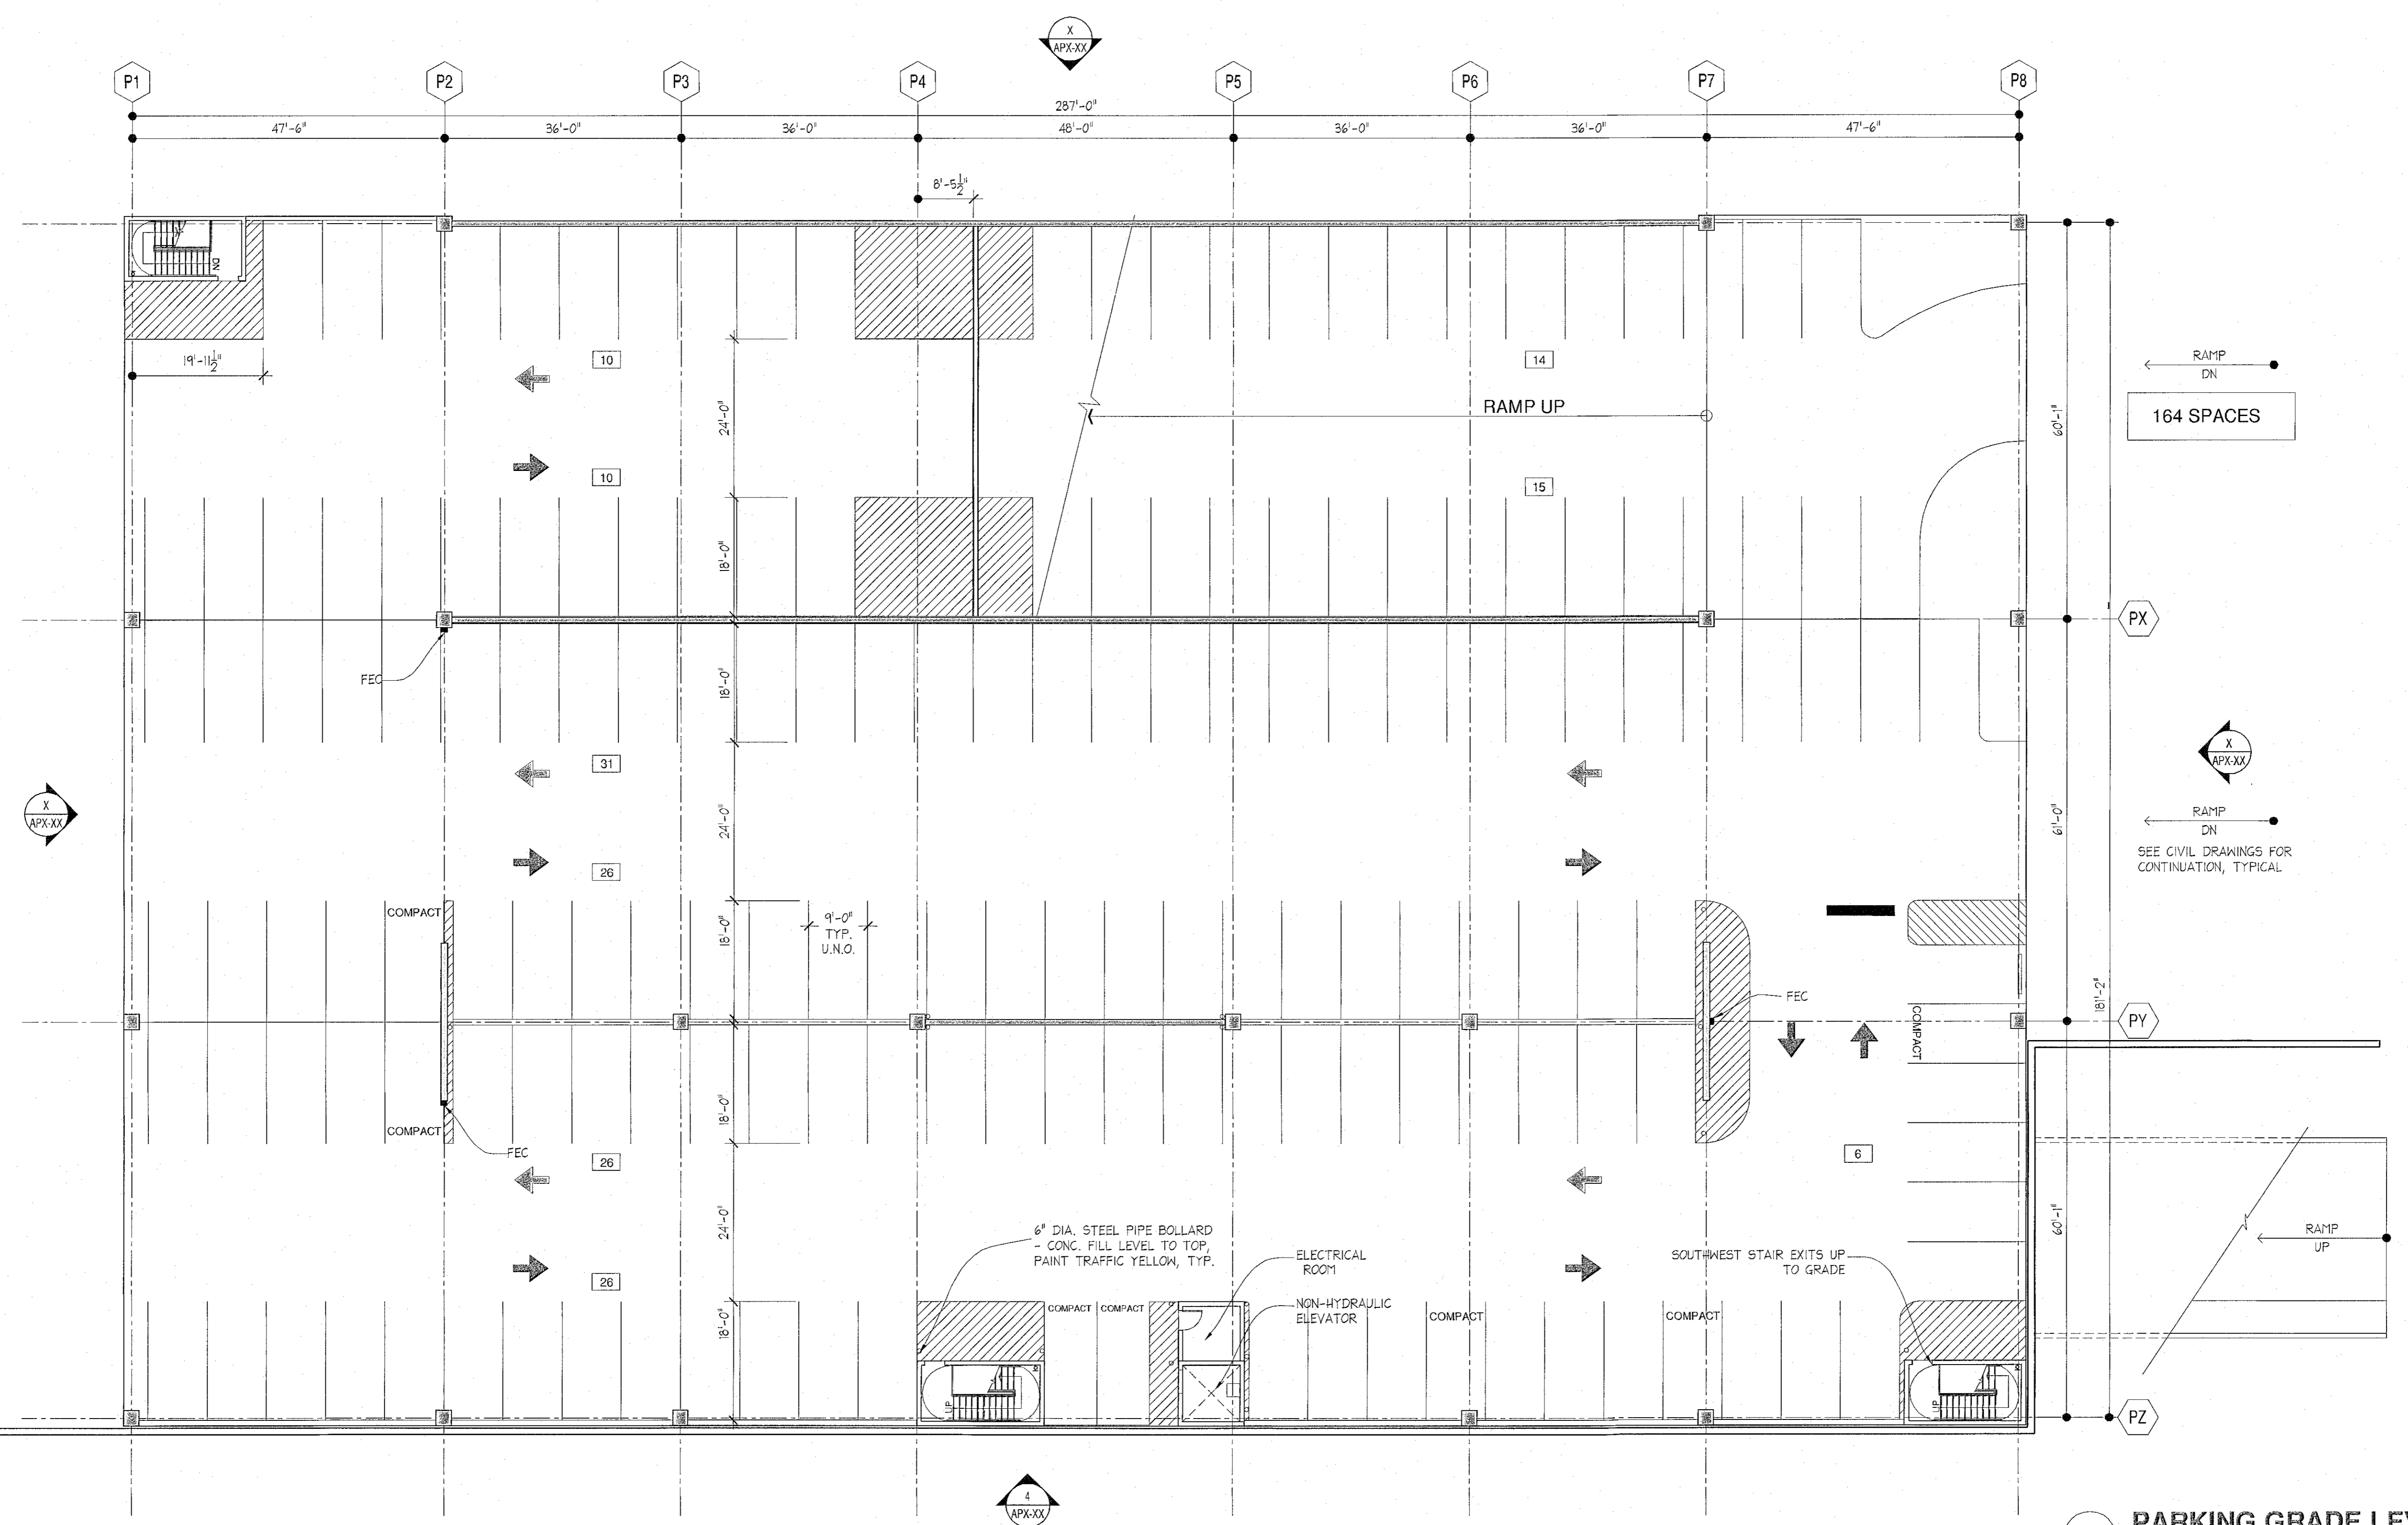 X
APX-XX
P1
P2
P3
P4
P5
P6
P7
P8
287'-0"
47'-6"
36'-0"
36'-0"
48'-0"
36'-0"
36'-0"
47'-6"
8'-5 1/2"
DN
19'-11 1/2"
10
14
RAMP
DN
164 SPACES
RAMP UP
24'-0"
60'-1"
10
15
18'-0"
PX
FEC
18'-0"
31
X
APX-XX
X
APX-XX
24'-0"
61'-0"
RAMP
DN
SEE CIVIL DRAWINGS FOR
CONTINUATION, TYPICAL
26
COMPACT
18'-0"
9'-0"
TYP.
U.N.O.
FEC
181'-2"
COMPACT
PY
18'-0"
COMPACT
FEC
26
6
24'-0"
60'-1"
6" DIA. STEEL PIPE BOLLARD
- CONC. FILL LEVEL TO TOP,
PAINT TRAFFIC YELLOW, TYP.
ELECTRICAL
ROOM
SOUTHWEST STAIR EXITS UP
TO GRADE
RAMP
UP
26
NON-HYDRAULIC
ELEVATOR
18'-0"
COMPACT
COMPACT
COMPACT
COMPACT
UP
UP
PZ
4
APX-XX
PARKING GRADE LE